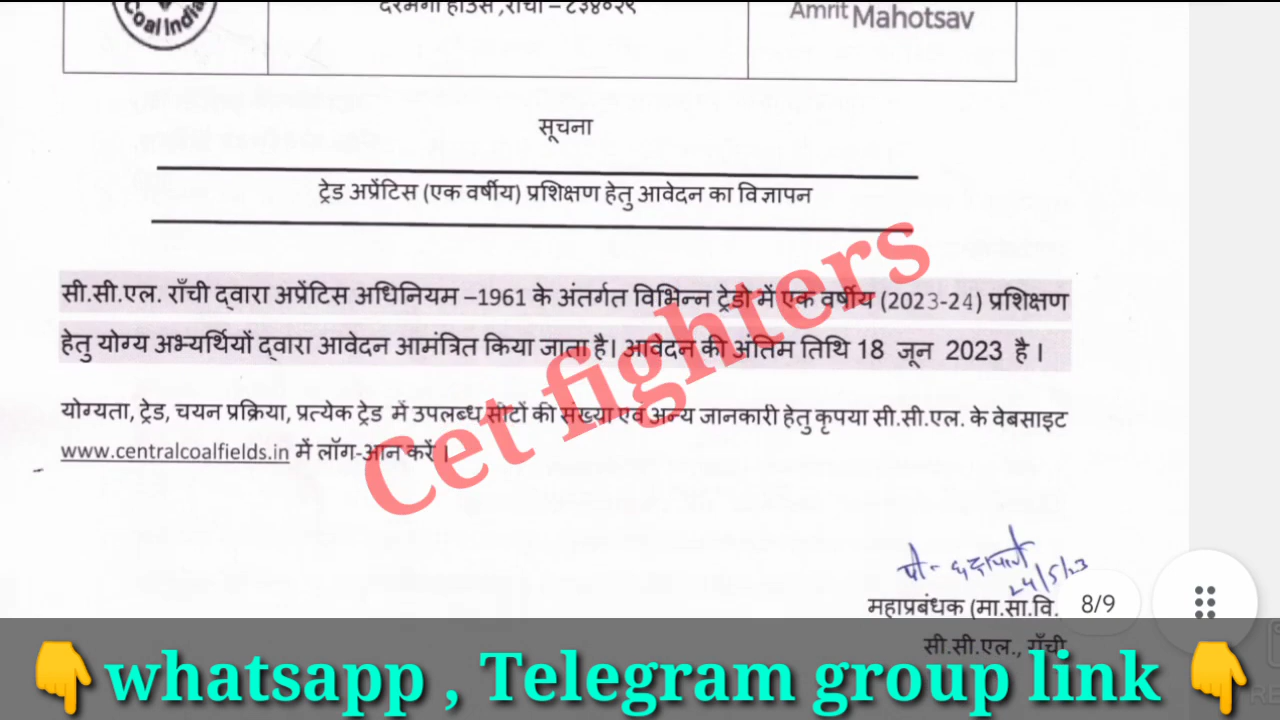 Coal India
दरभंगा हाउस ,राँची – ८३४०२९
Amrit Mahotsav
सूचना
ट्रेड अप्रेंटिस (एक वर्षीय) प्रशिक्षण हेतु आवेदन का विज्ञापन
सी.सी.एल. राँची द्वारा अप्रेंटिस अधिनियम –1961 के अंतर्गत विभिन्न ट्रेडो में एक वर्षीय (2023-24) प्रशिक्षण
हेतु योग्य अभ्यर्थियों द्वारा आवेदन आमंत्रित किया जाता है। आवेदन की अंतिम तिथि 18 जून 2023 है ।
योग्यता, ट्रेड, चयन प्रक्रिया, प्रत्येक ट्रेड में उपलब्ध सीटों की संख्या एवं अन्य जानकारी हेतु कृपया सी.सी.एल. के वेबसाइट
www.centralcoalfields.in में लॉग-आन करें ।
Cet fighters
24/5/23
महाप्रबंधक (मा.सा.वि.
8/9
सी.सी.एल., राँची
👇whatsapp , Telegram group link 👇